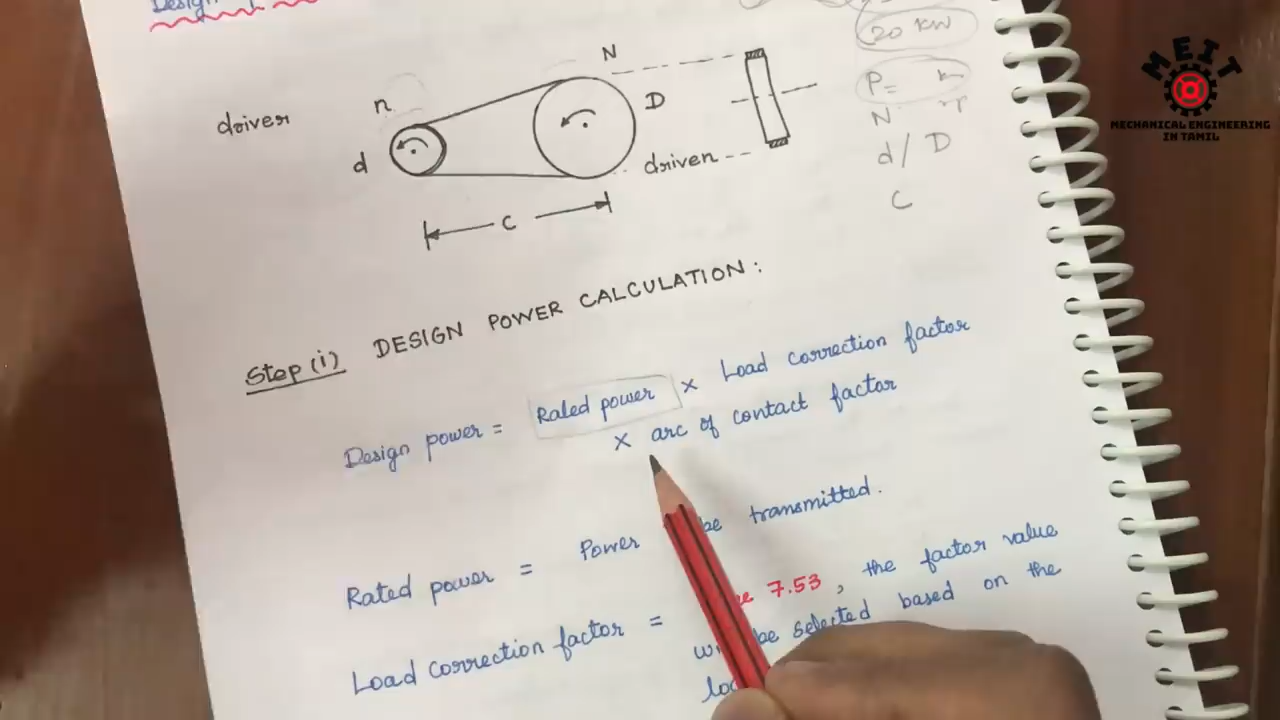 Design
20 KW
N
n
P= n
driver
D
N r
d
driven
d/D
C
C
DESIGN POWER CALCULATION:
Step (i)
Design power = Rated power × Load correction factor
× arc of contact factor
Rated power = Power be transmitted.
Load correction factor = 7.53, the factor value
be selected based on the
MEIT
MECHANICAL ENGINEERING
IN TAMIL